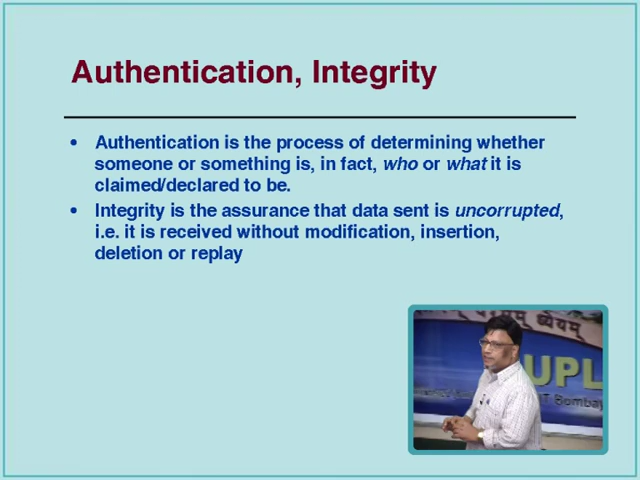 Authentication, Integrity
• Authentication is the process of determining whether
someone or something is, in fact, who or what it is
claimed/declared to be.
• Integrity is the assurance that data sent is uncorrupted,
i.e. it is received without modification, insertion,
deletion or replay
ध्येयम्
UPL
IT Bombay